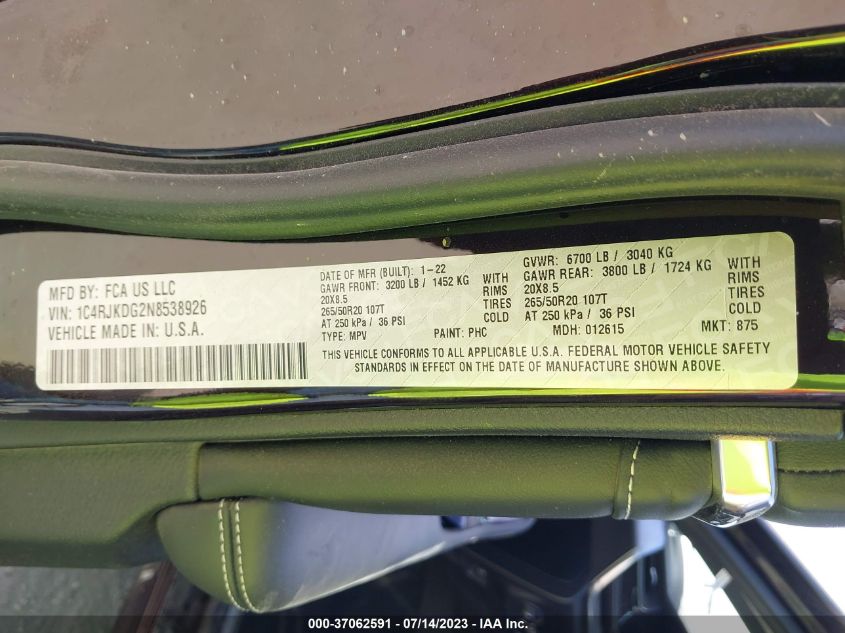 MFD BY: FCA US LLC
VIN: 1C4RJKDG2N8538926
VEHICLE MADE IN U.S.A.
DATE OF MFR (BUILT): 1-22
GAWR FRONT: 3200 LB / 1452 KG
20X8.5
265/50R20 107T
AT 250 kPa / 36 PSI
WITH
RIMS
TIRES
COLD
GVWR: 6700 LB / 3040 KG
GAWR REAR: 3800 LB / 1724 KG
20X8.5
265/50R20 107T
AT 250 kPa / 36 PSI
WITH
RIMS
TIRES
COLD
TYPE: MPV PAINT: PHC MDH: 012615 MKT: 875
THIS VEHICLE CONFORMS TO ALL APPLICABLE U.S.A. FEDERAL MOTOR VEHICLE SAFETY
STANDARDS IN EFFECT ON THE DATE OF MANUFACTURE SHOWN ABOVE.
000-37062591 - 07/14/2023 - IAA Inc.